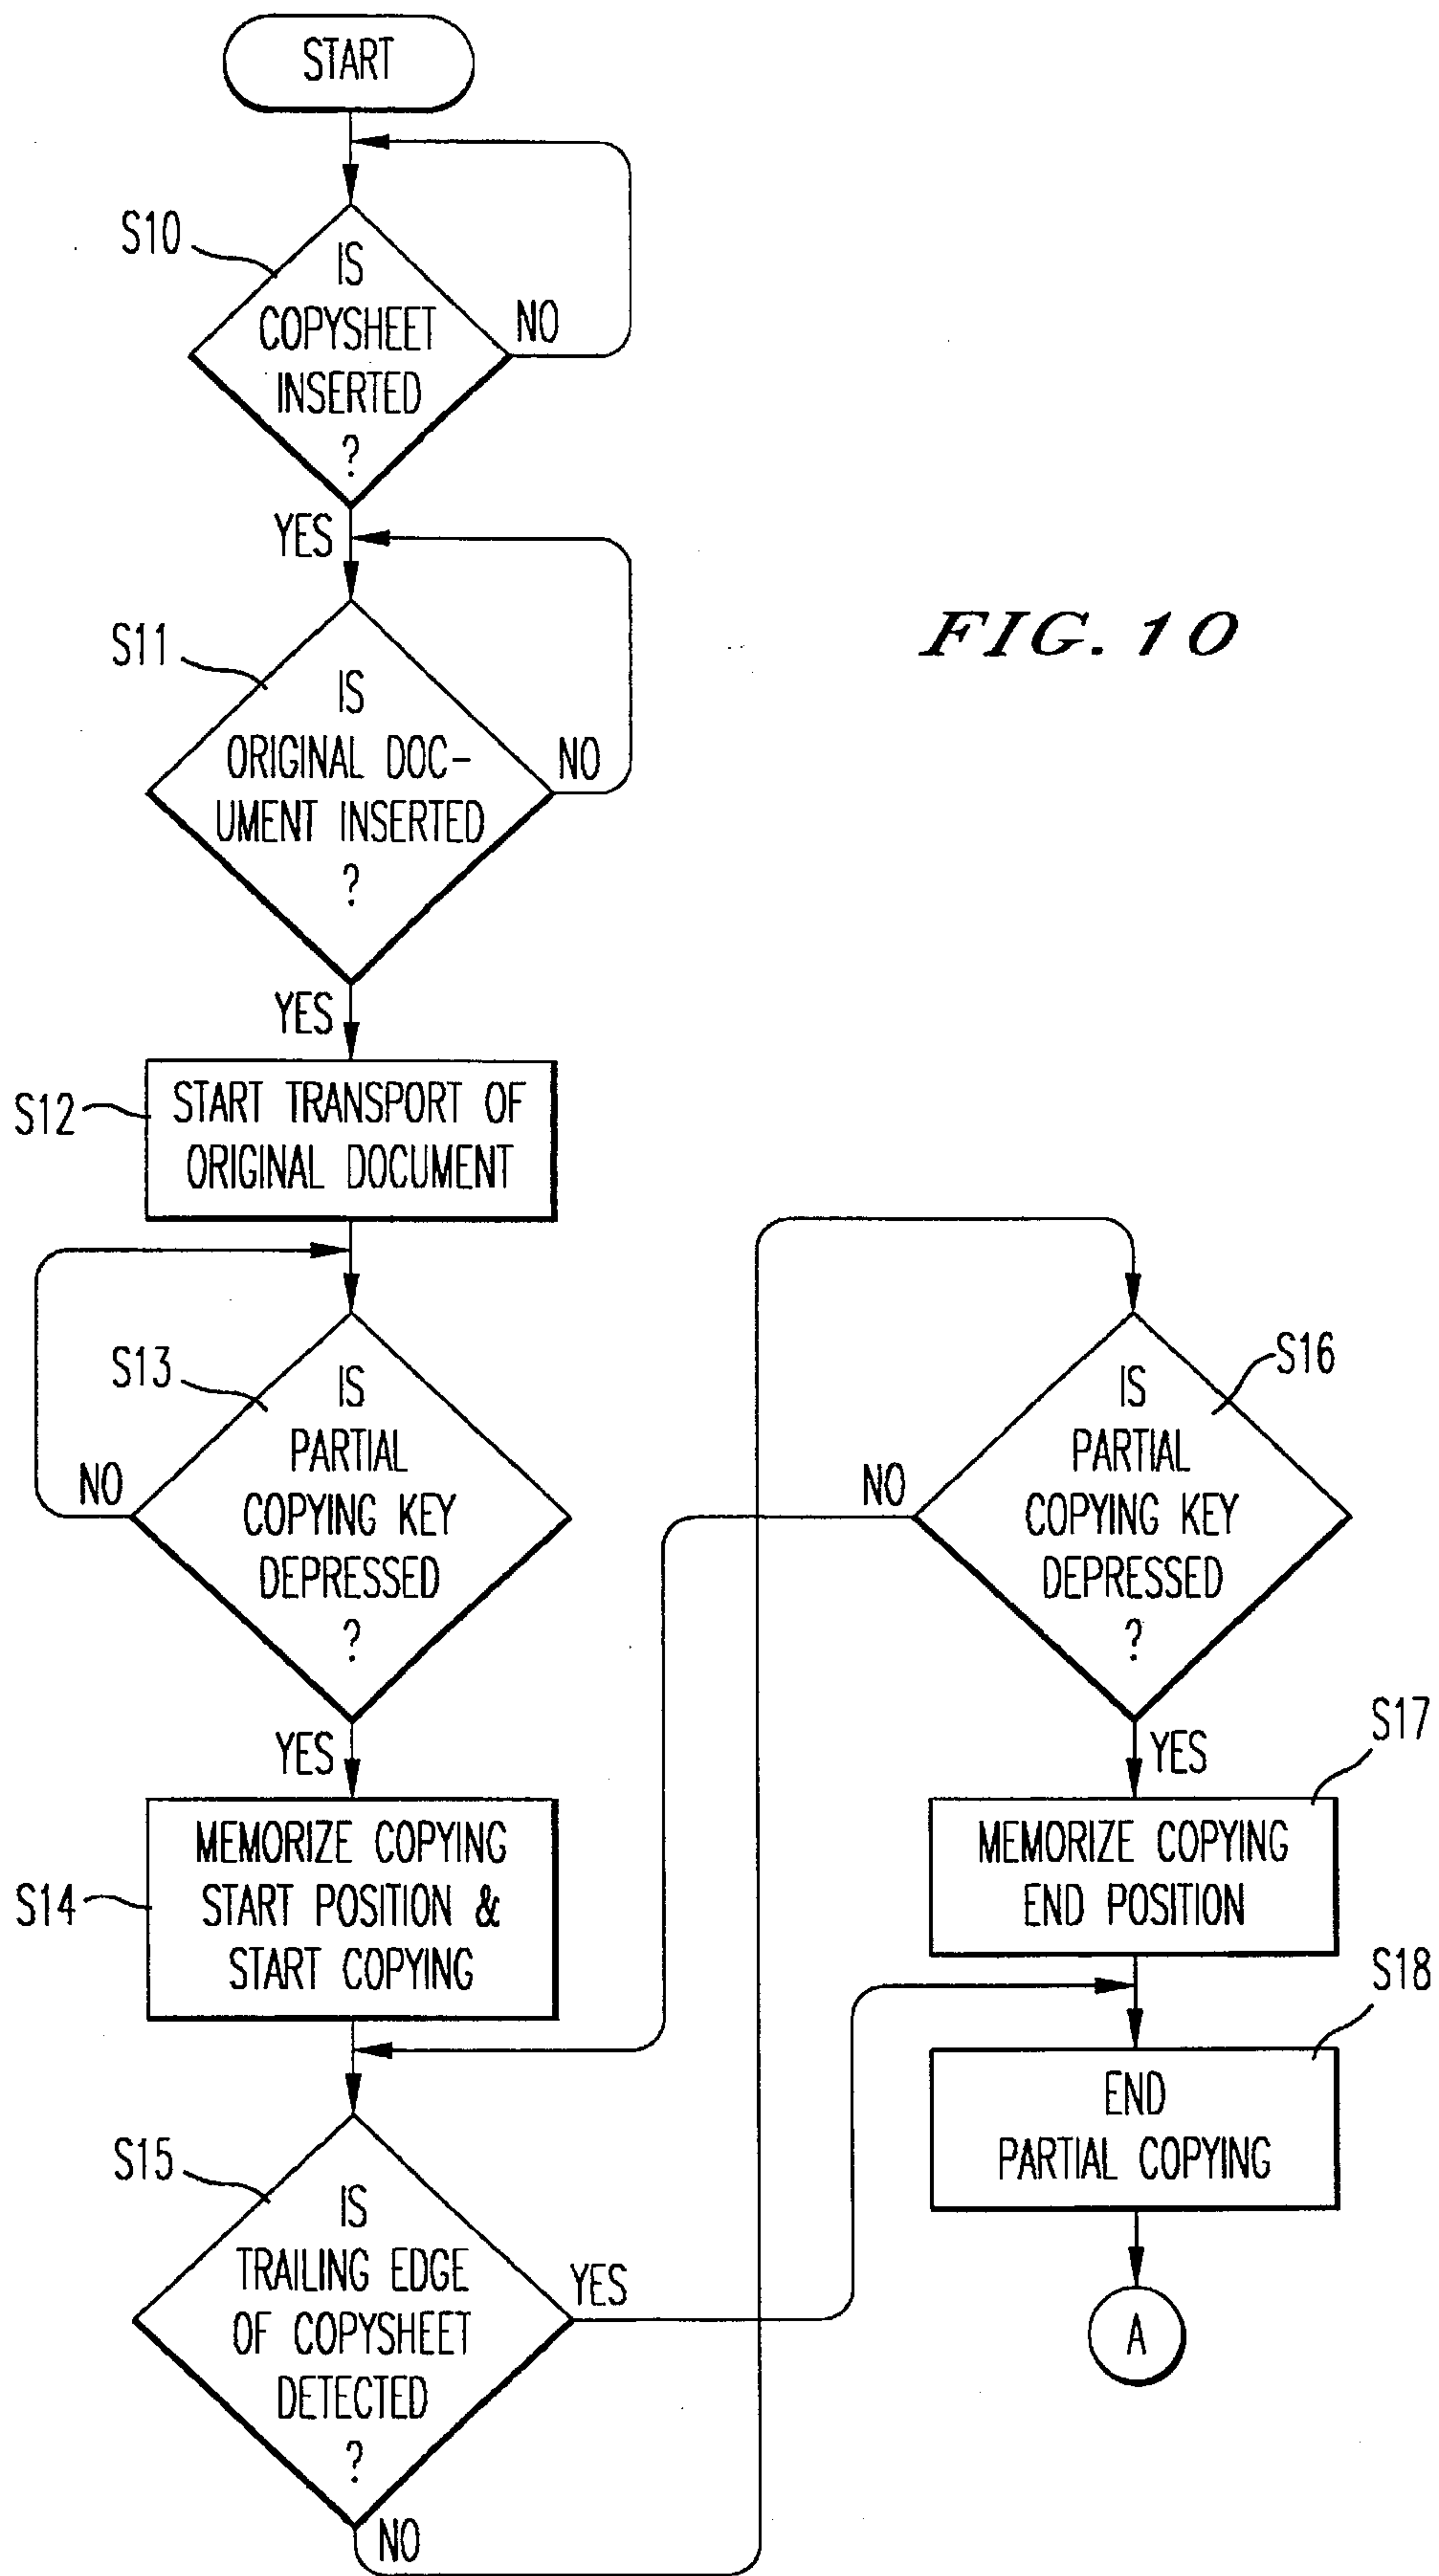 START
S10
IS
COPYSHEET
INSERTED
?
NO
YES
S11
IS
ORIGINAL DOC-
UMENT INSERTED
?
NO
YES
FIG. 10
S12
START TRANSPORT OF
ORIGINAL DOCUMENT
S13
IS
PARTIAL
COPYING KEY
DEPRESSED
?
NO
YES
S14
MEMORIZE COPYING
START POSITION &
START COPYING
S15
IS
TRAILING EDGE
OF COPYSHEET
DETECTED
?
YES
NO
S16
IS
PARTIAL
COPYING KEY
DEPRESSED
?
NO
YES
S17
MEMORIZE COPYING
END POSITION
S18
END
PARTIAL COPYING
A